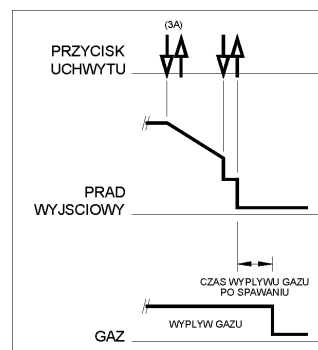 (3A)
PRZYCISK
UCHWYTU
PRAD
WYJSCIOWY
CZAS WYPLYWU GAZU
PO SPAWANIU
WYPLYW GAZU
GAZ